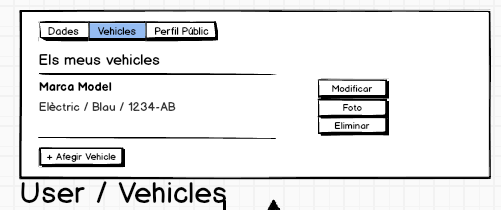 Dades Vehicles Perfil Públic
Els meus vehicles
Marca Model
Elèctric / Blau / 1234-AB
Modificar
Foto
Eliminar
+ Afegir Vehicle
User / Vehicles